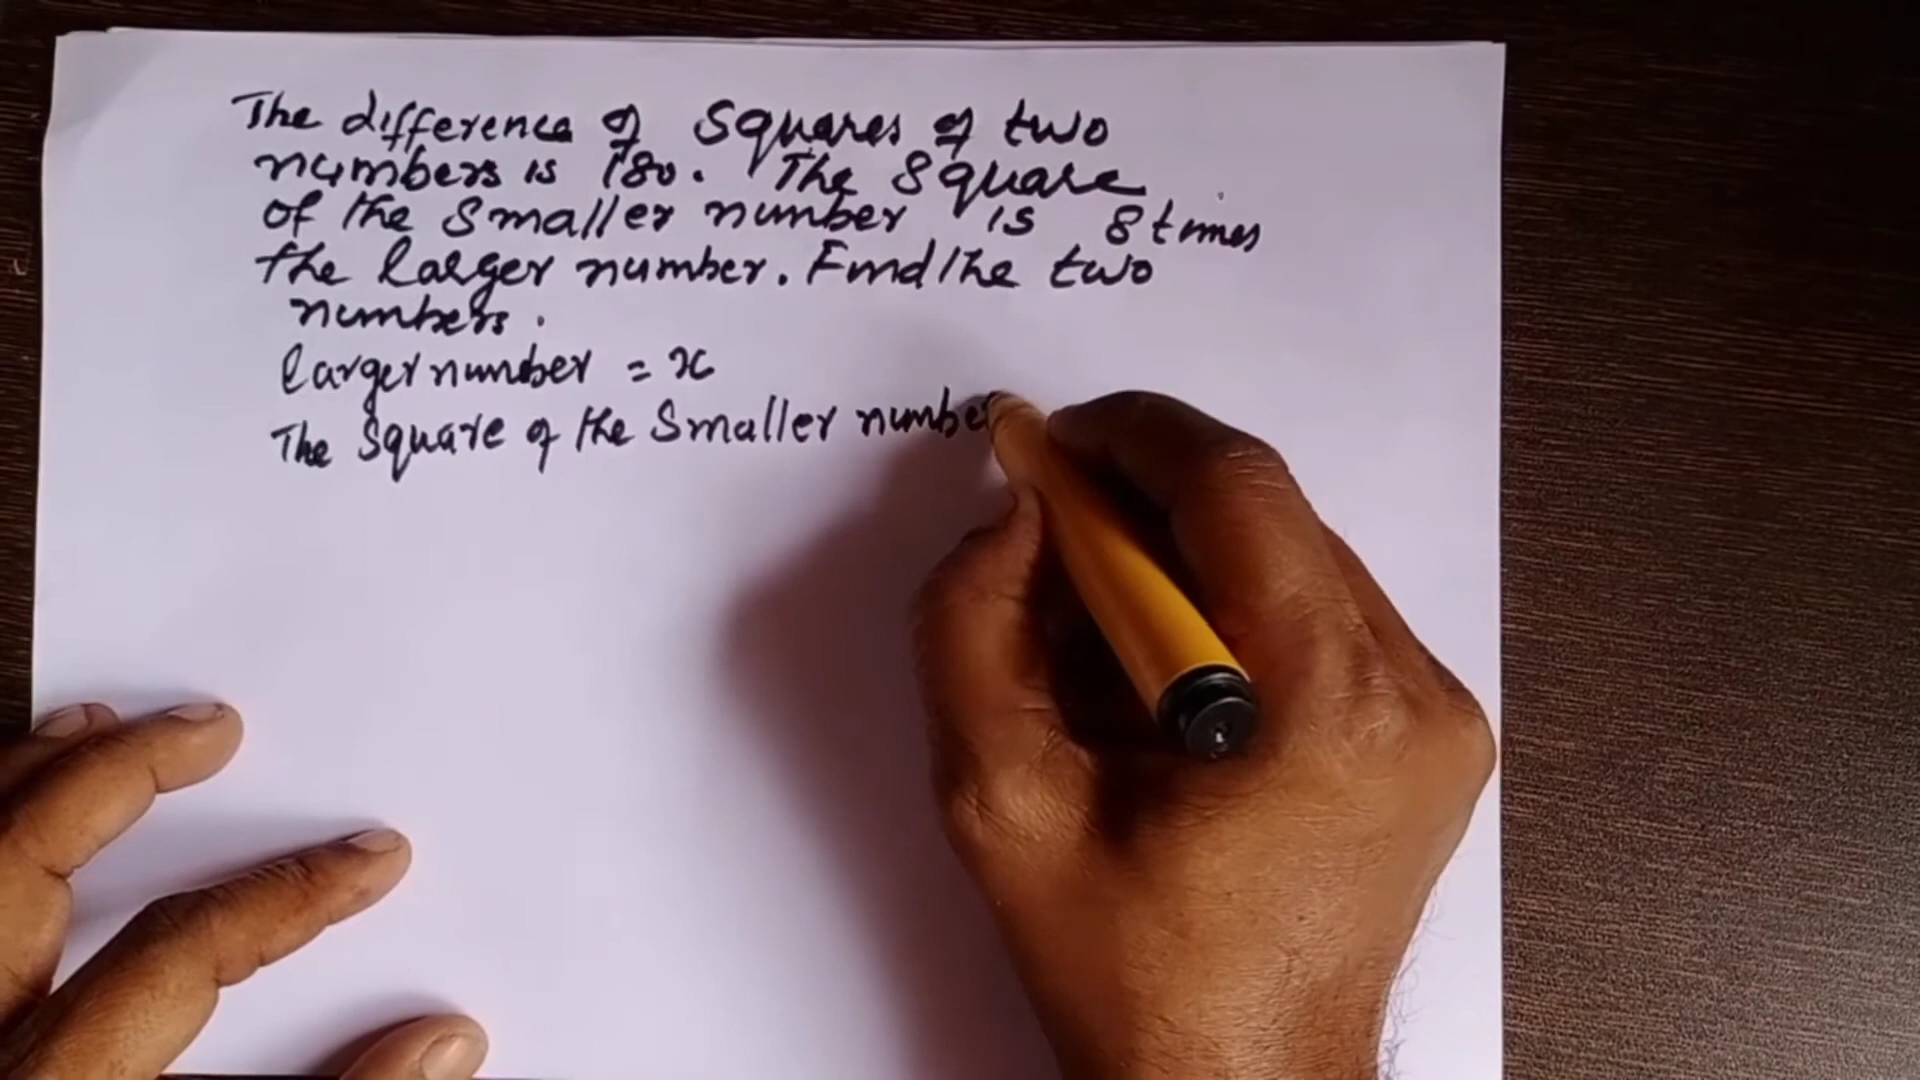 The difference of squares of two
numbers is 180. The square
of the smaller number is 8 times
the larger number. Find the two
numbers.
larger number = x
The square of the smaller number